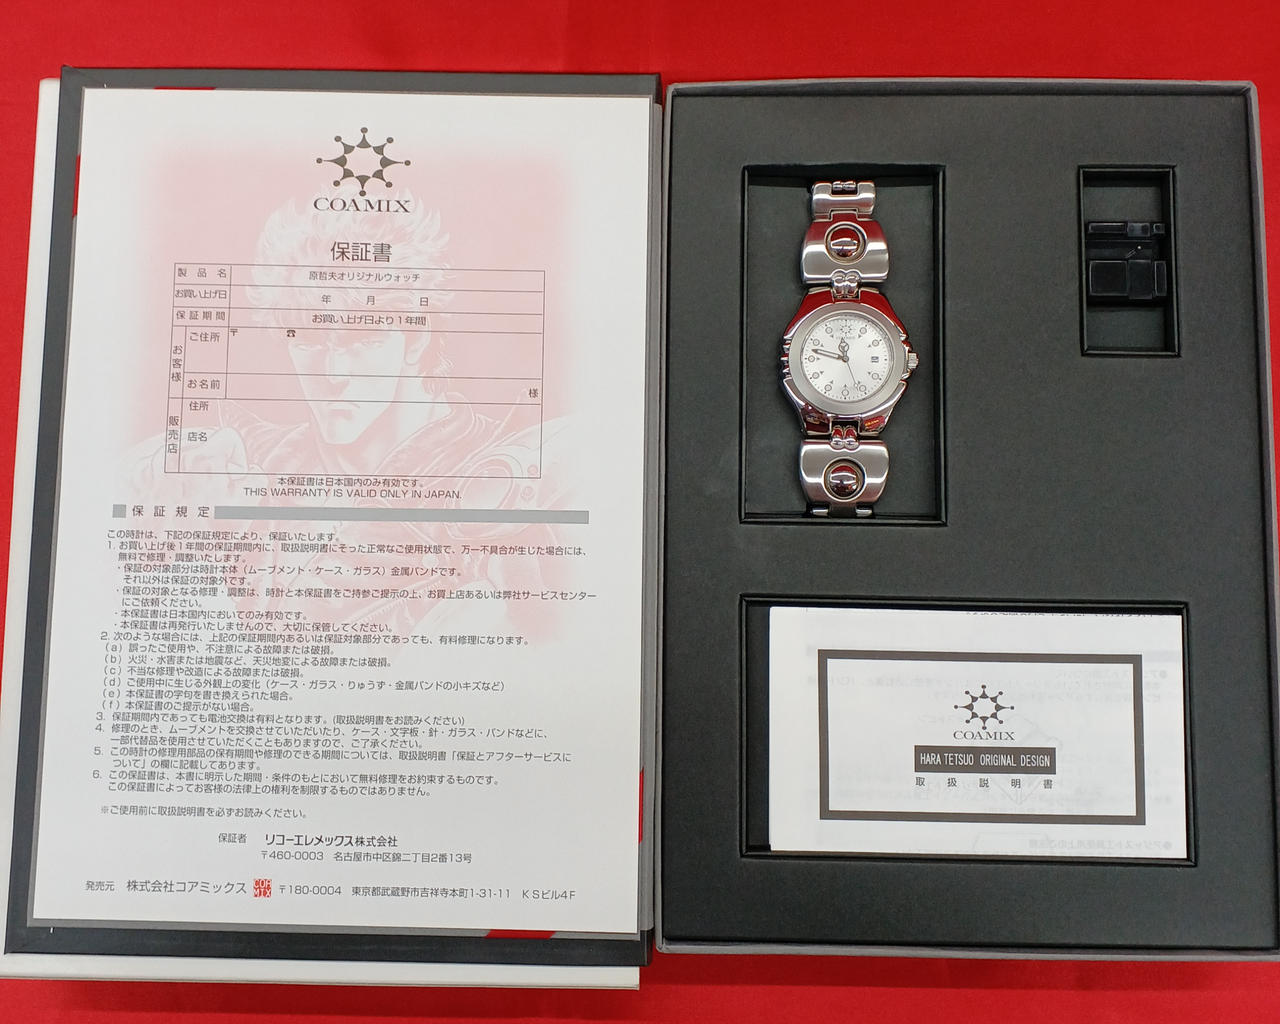 COAMIX
保証書
製品名 原哲夫オリジナルウォッチ
お買い上げ日 年 月 日
保証期間 お買い上げ日より1年間
お客様
ご住所 〒 ☎
お名前 様
販売店
住所
店名
本保証書は日本国内のみ有効です。
THIS WARRANTY IS VALID ONLY IN JAPAN.
保証規定
この時計は、下記の保証規定により、保証いたします。
1. お買い上げ後1年間の保証期間内に、取扱説明書にそった正常なご使用状態で、万一不具合が生じた場合には、
無料で修理・調整いたします。
・保証の対象部分は時計本体（ムーブメント・ケース・ガラス）金属バンドです。
それ以外は保証の対象外です。
・保証の対象となる修理・調整は、時計と本保証書をご持参ご提示の上、お買上店あるいは弊社サービスセンター
にご依頼ください。
・本保証書は日本国内においてのみ有効です。
・本保証書は再発行いたしませんので、大切に保管してください。
2. 次のような場合には、上記の保証期間内あるいは保証対象部分であっても、有料修理になります。
（a）誤ったご使用や、不注意による故障または破損。
（b）火災・水害または地震など、天災地変による故障または破損。
（c）不当な修理や改造による故障または破損。
（d）ご使用中に生じる外観上の変化（ケース・ガラス・りゅうず・金属バンドの小キズなど）
（e）本保証書の字句を書き換えられた場合。
（f）本保証書のご提示がない場合。
3. 保証期間内であっても電池交換は有料となります。(取扱説明書をお読みください)
4. 修理のとき、ムーブメントを交換させていただいたり、ケース・文字板・針・ガラス・バンドなどに、
一部代替品を使用させていただくこともありますので、ご了承ください。
5. この時計の修理用部品の保有期間や修理のできる期間については、取扱説明書「保証とアフターサービスに
ついて」の欄に記載してあります。
6. この保証書は、本書に明示した期間・条件のもとにおいて無料修理をお約束するものです。
この保証書によってお客様の法律上の権利を制限するものではありません。
※ご使用前に取扱説明書を必ずお読みください。
保証者 リコーエレメックス株式会社
〒460-0003 名古屋市中区錦二丁目2番13号
発売元 株式会社コアミックス COAMIX 〒180-0004 東京都武蔵野市吉祥寺本町1-31-11 KSビル4F
COAMIX
COAMIX
HARA TETSUO ORIGINAL DESIGN
取扱説明書